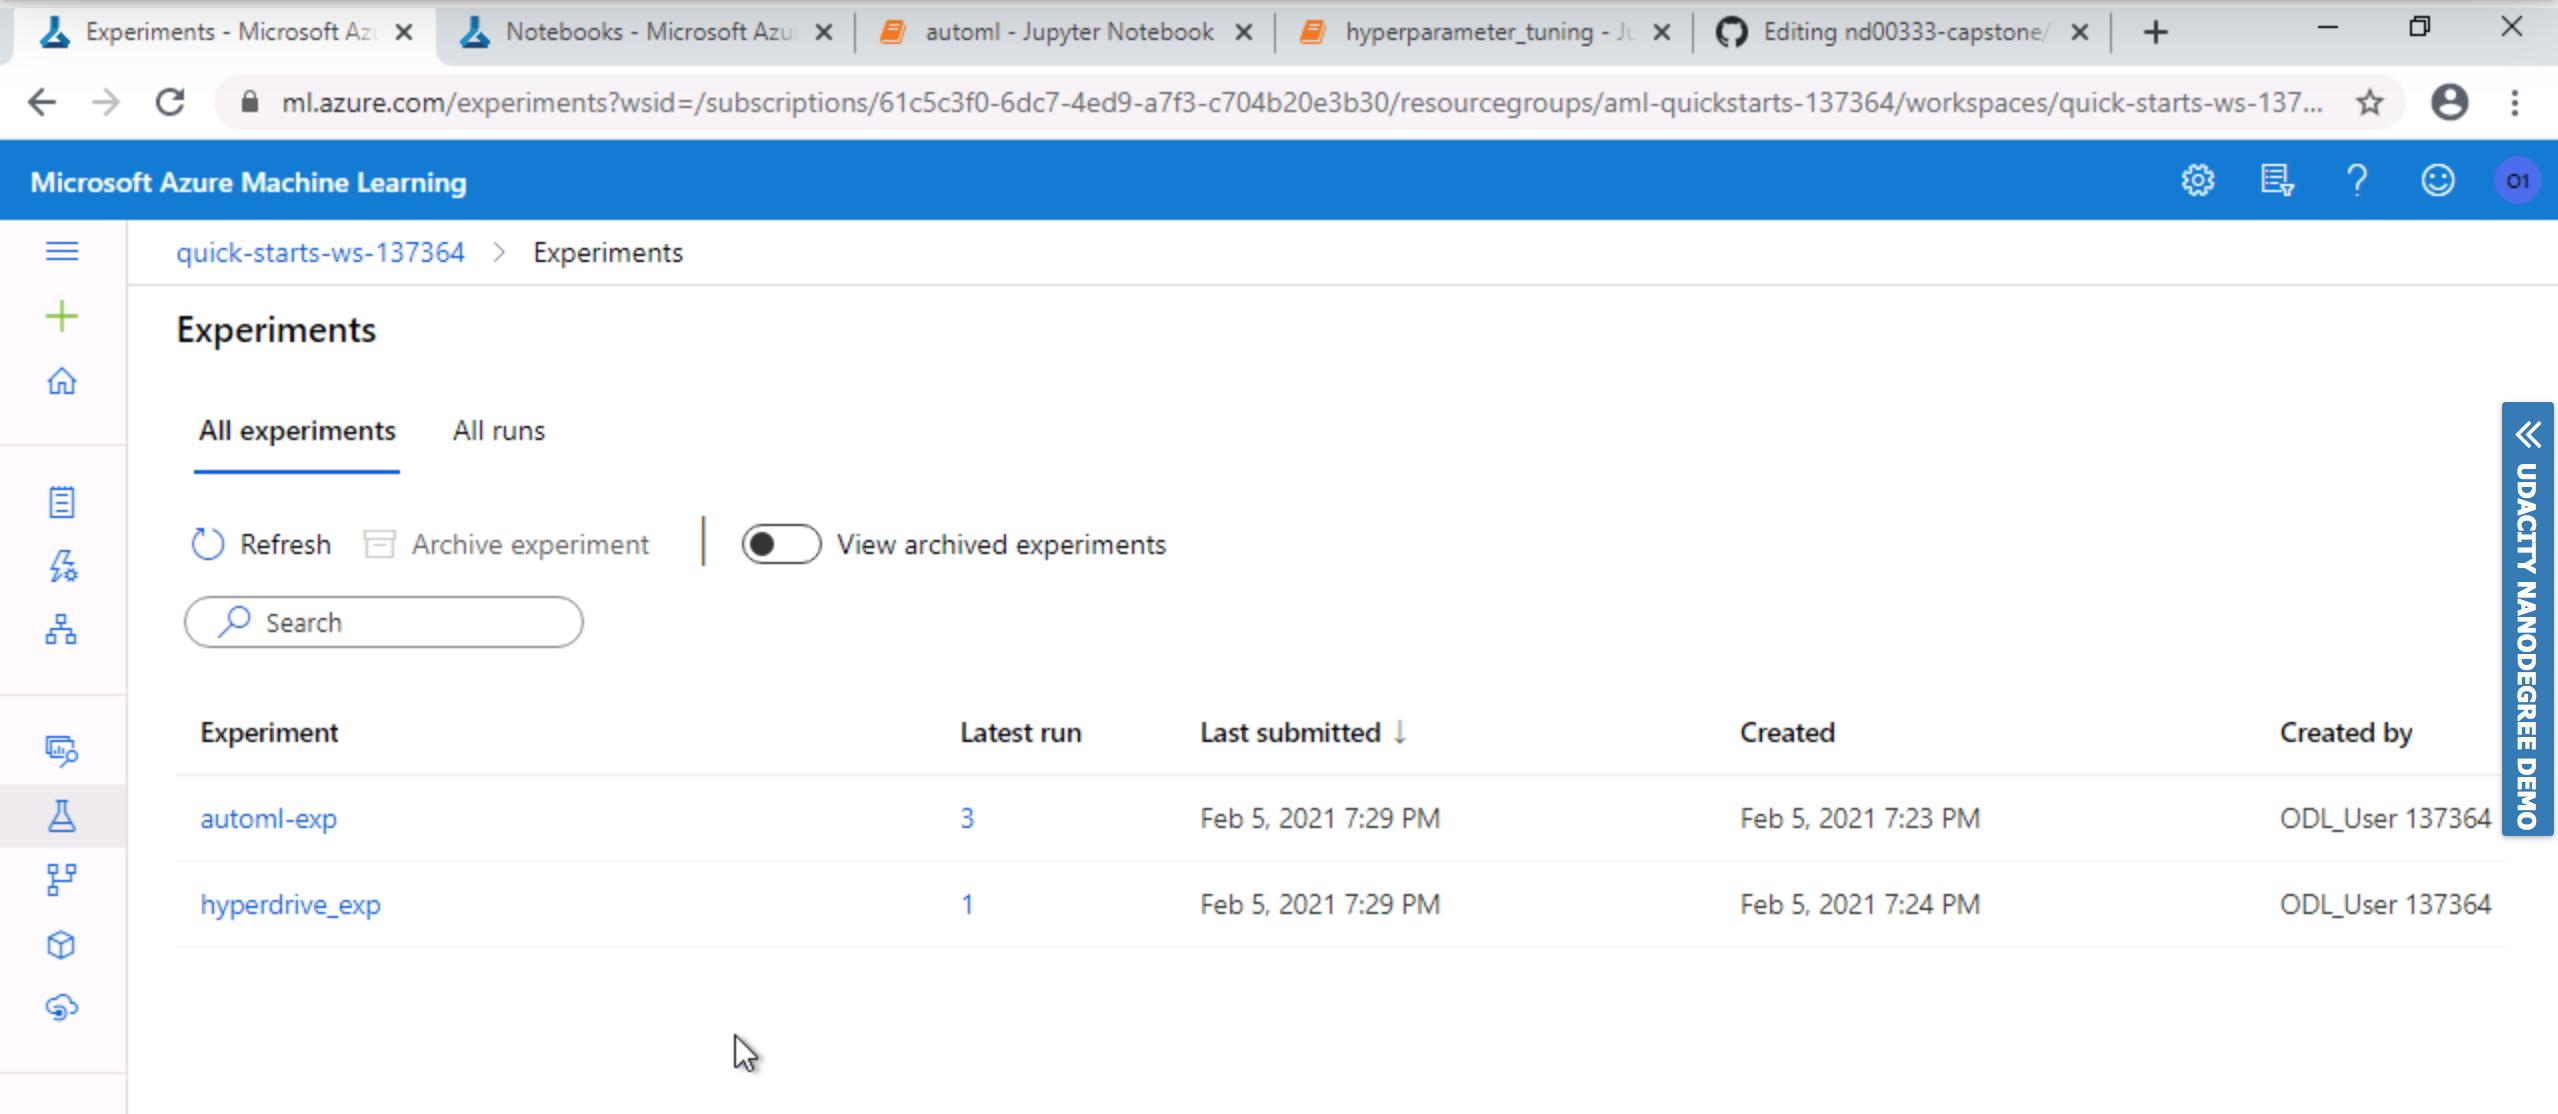 Experiments - Microsoft Az
Notebooks - Microsoft Azu
automl - Jupyter Notebook
hyperparameter_tuning - Ju
Editing nd00333-capstone/
ml.azure.com/experiments?wsid=/subscriptions/61c5c3f0-6dc7-4ed9-a7f3-c704b20e3b30/resourcegroups/aml-quickstarts-137364/workspaces/quick-starts-ws-137...
Microsoft Azure Machine Learning
?
O1
quick-starts-ws-137364 > Experiments
Experiments
All experiments
All runs
Refresh
Archive experiment
View archived experiments
Search
Experiment Latest run Last submitted ↓ Created Created by
automl-exp 3 Feb 5, 2021 7:29 PM Feb 5, 2021 7:23 PM ODL_User 137364
hyperdrive_exp 1 Feb 5, 2021 7:29 PM Feb 5, 2021 7:24 PM ODL_User 137364
UDACITY NANODEGREE DEMO